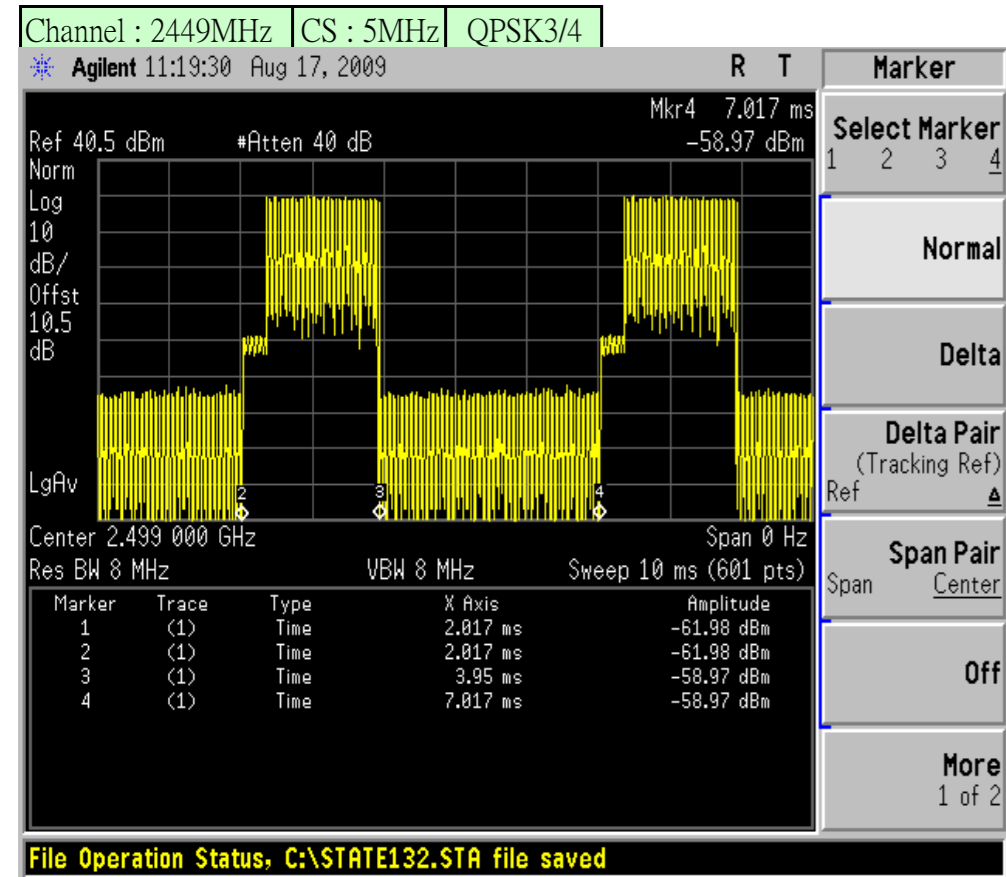 Channel : 2449MHz CS : 5MHz QPSK3/4
Agilent 11:19:30 Aug 17, 2009 R T Marker
Mkr4 7.017 ms
Ref 40.5 dBm #Atten 40 dB -58.97 dBm
Norm
Log
10
dB/
Offst
10.5
dB
LgAv
2 3 4
Center 2.499 000 GHz Span 0 Hz
Res BW 8 MHz VBW 8 MHz Sweep 10 ms (601 pts)
Marker Trace Type X Axis Amplitude
1 (1) Time 2.017 ms -61.98 dBm
2 (1) Time 2.017 ms -61.98 dBm
3 (1) Time 3.95 ms -58.97 dBm
4 (1) Time 7.017 ms -58.97 dBm
Select Marker
1 2 3 4
Normal
Delta
Delta Pair
(Tracking Ref)
Ref Δ
Span Pair
Span Center
Off
More
1 of 2
File Operation Status, C:\STATE132.STA file saved